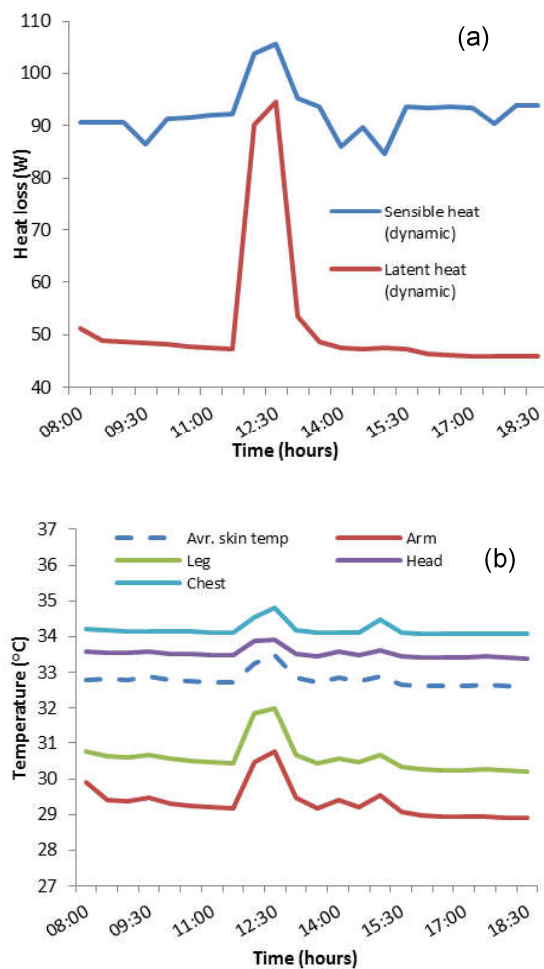 (a)
110
100
90
80
70
60
50
40
Heat loss (W)
Sensible heat
(dynamic)
Latent heat
(dynamic)
08:00
09:30
11:00
12:30
14:00
15:30
17:00
18:30
Time (hours)
(b)
37
36
35
34
33
32
31
30
29
28
27
Temperature (°C)
Avr. skin temp
Arm
Leg
Head
Chest
08:00
09:30
11:00
12:30
14:00
15:30
17:00
18:30
Time (hours)